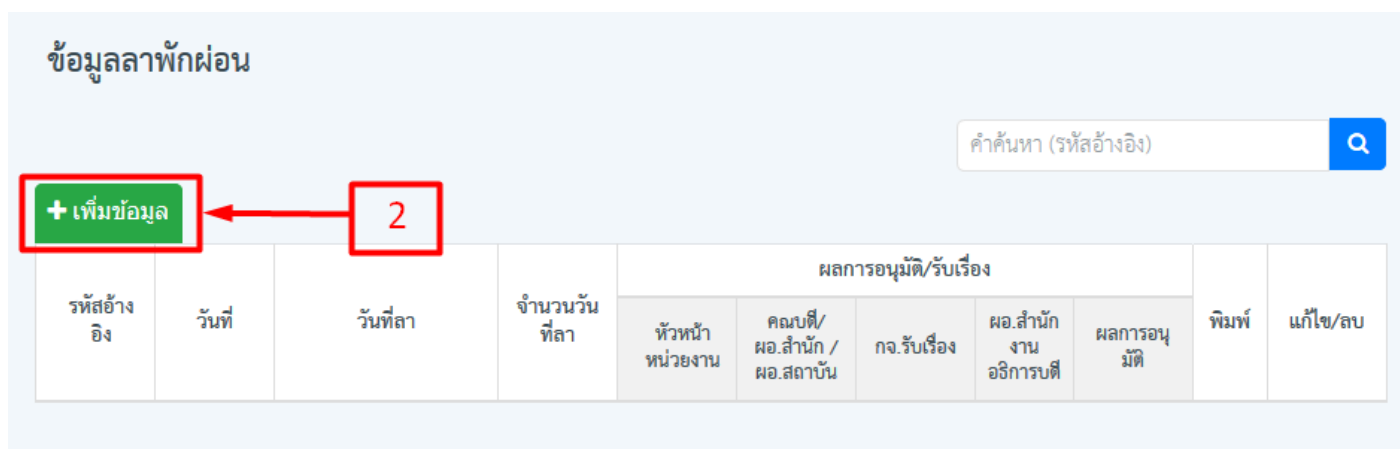 ข้อมูลลาพักผ่อน
คำค้นหา (รหัสอ้างอิง)
+ เพิ่มข้อมูล
2
รหัสอ้าง
อิง
วันที่
วันที่ลา
จำนวนวัน
ที่ลา
ผลการอนุมัติ/รับเรื่อง
หัวหน้า
หน่วยงาน
คณบดี/
ผอ.สำนัก /
ผอ.สถาบัน
กจ.รับเรื่อง
ผอ.สำนัก
งาน
อธิการบดี
ผลการอนุ
มัติ
พิมพ์
แก้ไข/ลบ